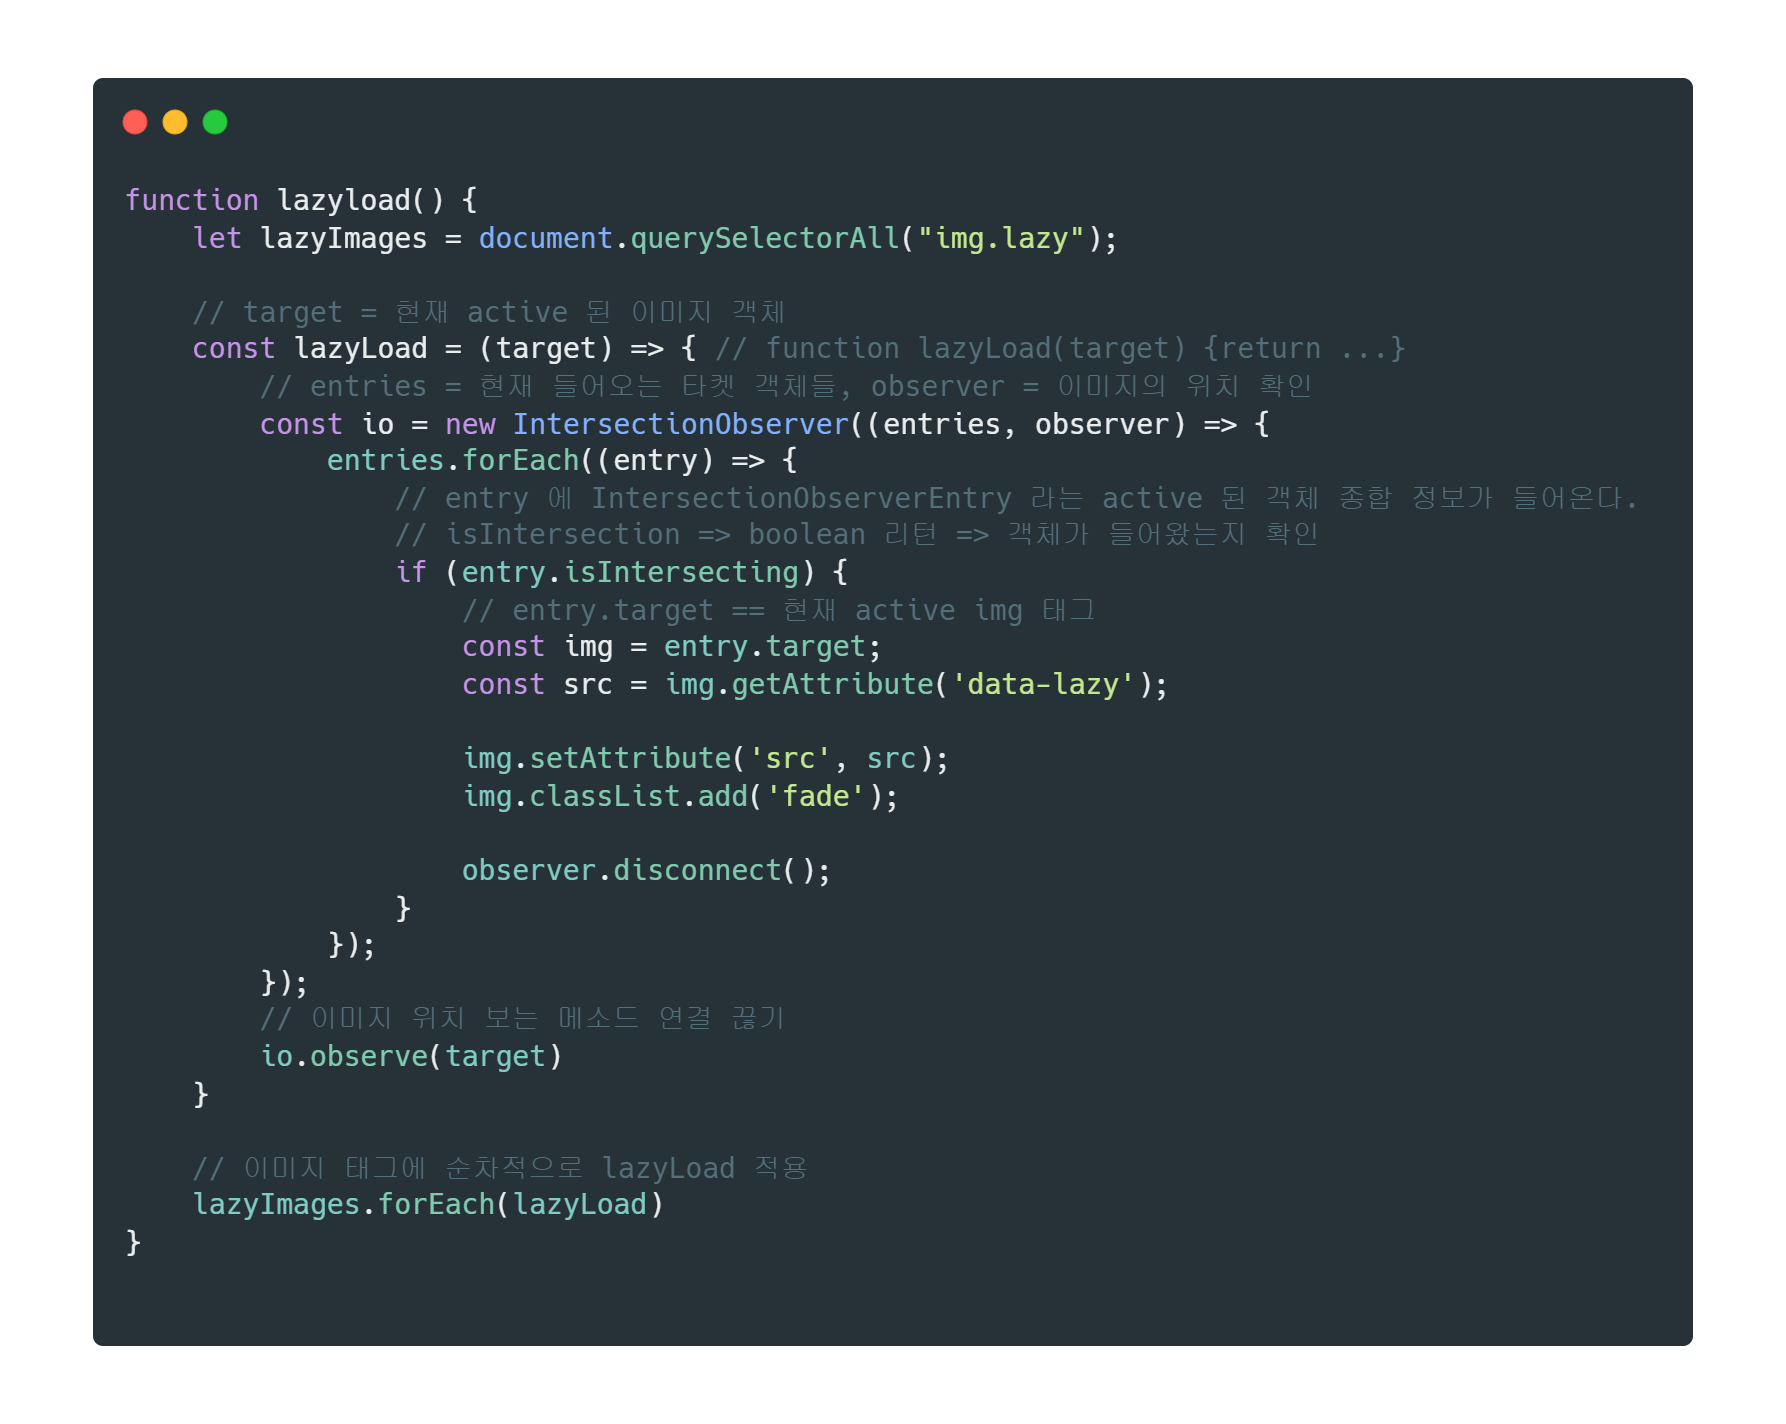 function lazyload() {
    let lazyImages = document.querySelectorAll("img.lazy");

    // target = 현재 active 된 이미지 객체
    const lazyLoad = (target) => { // function lazyLoad(target) {return ...}
        // entries = 현재 들어오는 타켓 객체들, observer = 이미지의 위치 확인
        const io = new IntersectionObserver((entries, observer) => {
            entries.forEach((entry) => {
                // entry 에 IntersectionObserverEntry 라는 active 된 객체 종합 정보가 들어온다.
                // isIntersection => boolean 리턴 => 객체가 들어왔는지 확인
                if (entry.isIntersecting) {
                    // entry.target == 현재 active img 태그
                    const img = entry.target;
                    const src = img.getAttribute('data-lazy');

                    img.setAttribute('src', src);
                    img.classList.add('fade');

                    observer.disconnect();
                }
            });
        });
        // 이미지 위치 보는 메소드 연결 끊기
        io.observe(target)
    }

    // 이미지 태그에 순차적으로 lazyLoad 적용
    lazyImages.forEach(lazyLoad)
}